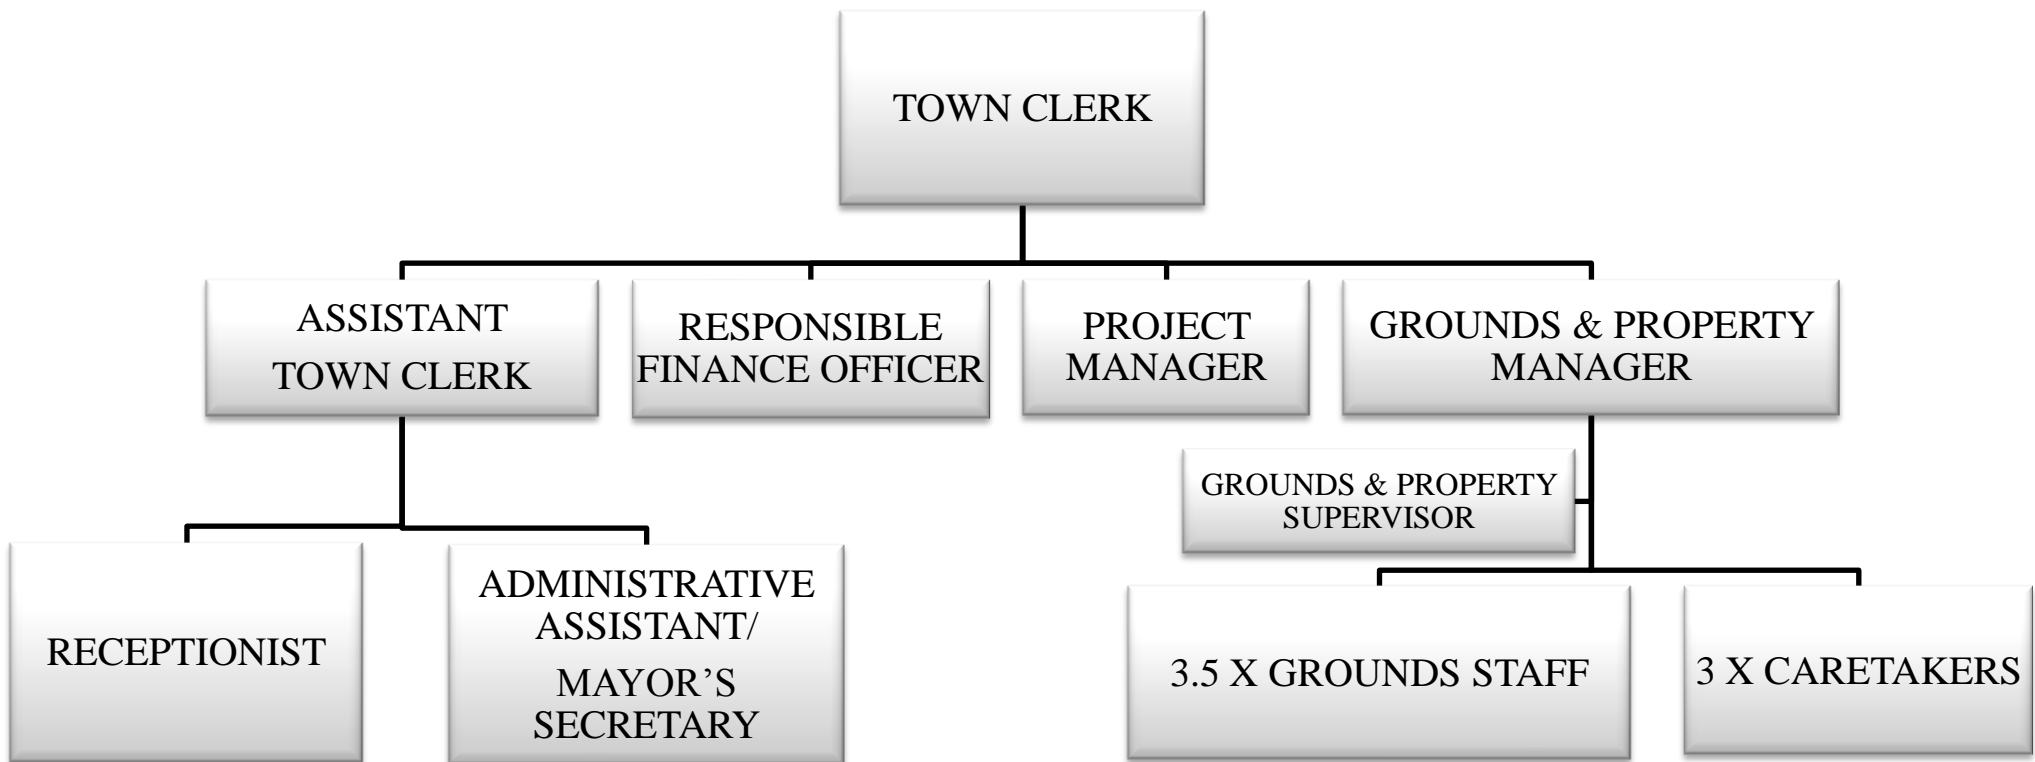 TOWN CLERK
ASSISTANT
TOWN CLERK
RESPONSIBLE
FINANCE OFFICER
PROJECT
MANAGER
GROUNDS & PROPERTY
MANAGER
GROUNDS & PROPERTY
SUPERVISOR
RECEPTIONIST
ADMINISTRATIVE
ASSISTANT/
MAYOR’S
SECRETARY
3.5 X GROUNDS STAFF
3 X CARETAKERS